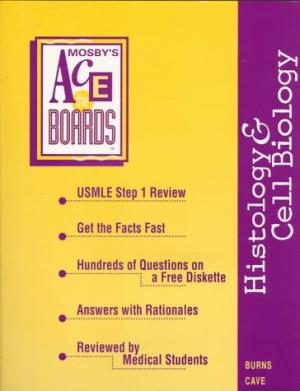 MOSBY'S
ACE
THE
BOARDS
™
USMLE Step 1 Review
Get the Facts Fast
Hundreds of Questions on
a Free Diskette
Answers with Rationales
Reviewed by
Medical Students
Histology &
Cell Biology
BURNS
CAVE